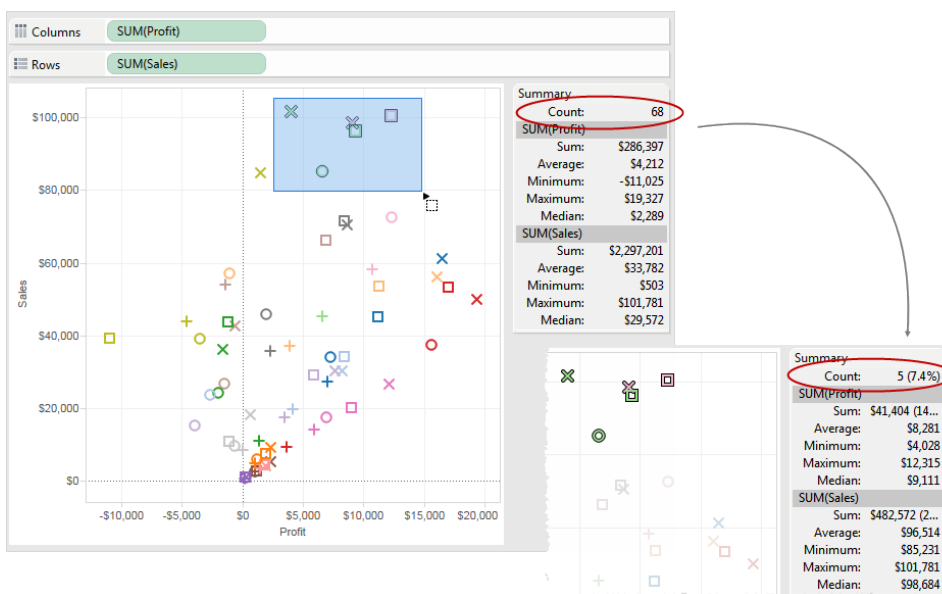 Columns SUM(Profit)
Rows SUM(Sales)
$100,000
$80,000
$60,000
$40,000
$20,000
$0
Sales
-$10,000 -$5,000 $0 $5,000 $10,000 $15,000 $20,000
Profit
Summary
Count: 68
SUM(Profit)
Sum: $286,397
Average: $4,212
Minimum: -$11,025
Maximum: $19,327
Median: $2,289
SUM(Sales)
Sum: $2,297,201
Average: $33,782
Minimum: $503
Maximum: $101,781
Median: $29,572
Summary
Count: 5 (7.4%)
SUM(Profit)
Sum: $41,404 (14...
Average: $8,281
Minimum: $4,028
Maximum: $12,315
Median: $9,111
SUM(Sales)
Sum: $482,572 (2...
Average: $96,514
Minimum: $85,231
Maximum: $101,781
Median: $98,684